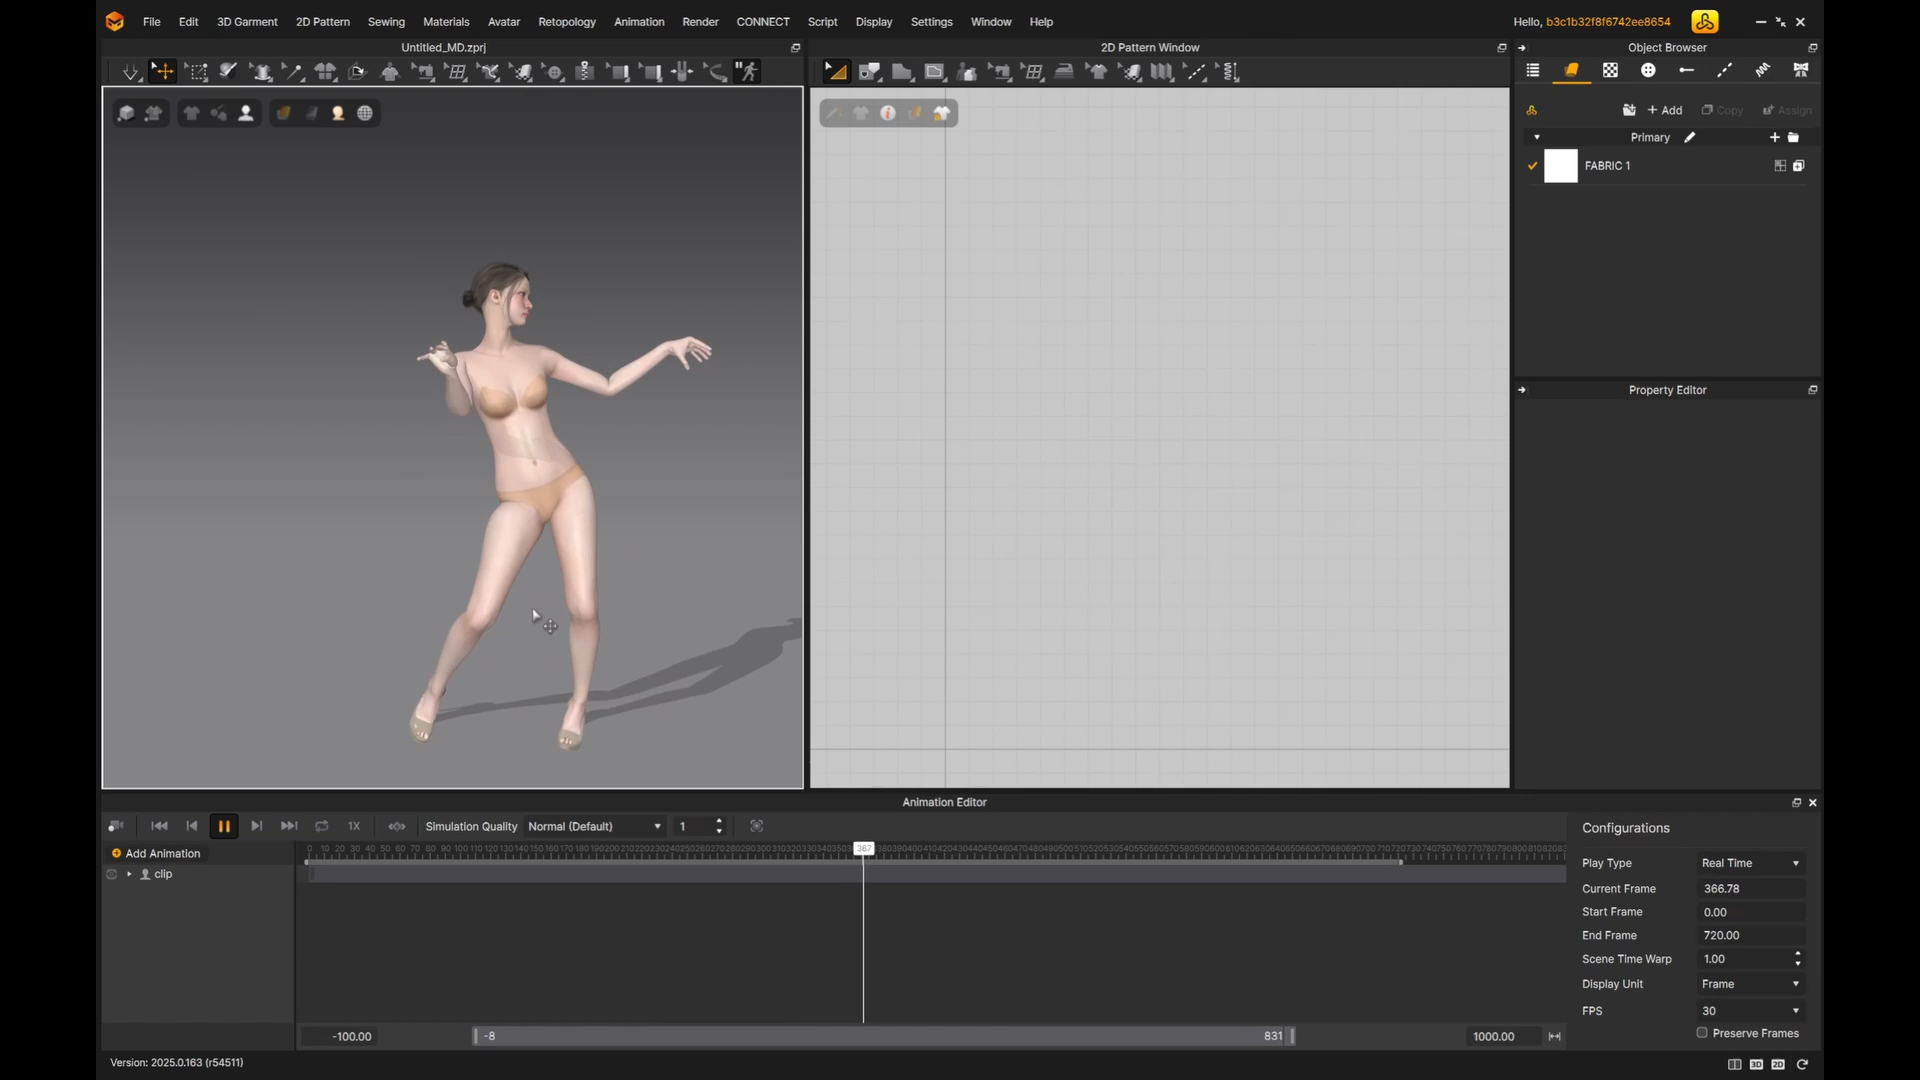 File Edit 3D Garment 2D Pattern Sewing Materials Avatar Retopology Animation Render CONNECT Script Display Settings Window Help
Hello, b3c1b32f8f6742ee8654
Untitled_MD.zprj
2D Pattern Window
Object Browser
+ Add Copy Assign
Primary
FABRIC 1
Property Editor
Animation Editor
1X
Simulation Quality Normal (Default) 1
Configurations
Add Animation
367
clip
Play Type Real Time
Current Frame 366.78
Start Frame 0.00
End Frame 720.00
Scene Time Warp 1.00
Display Unit Frame
FPS 30
Preserve Frames
-100.00 -8 831 1000.00
Version: 2025.0.163 (r54511)
3D 2D